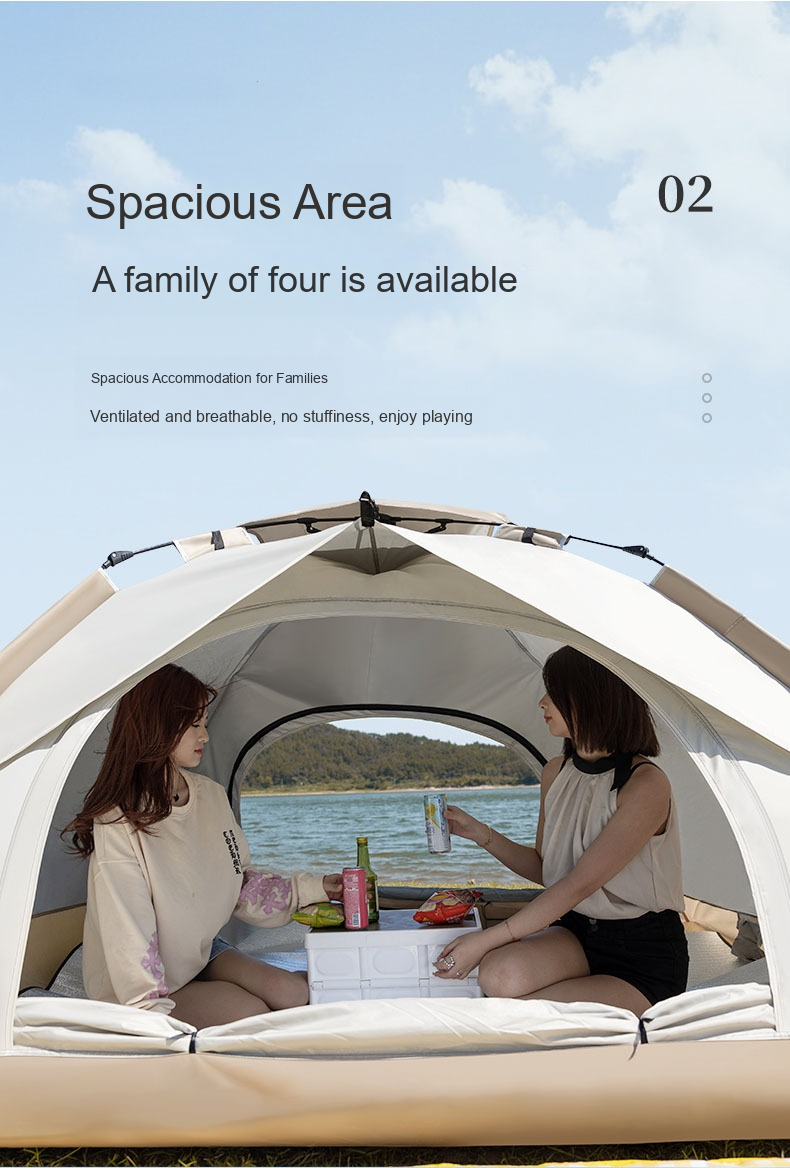 Spacious Area
02
A family of four is available
Spacious Accommodation for Families
Ventilated and breathable, no stuffiness, enjoy playing